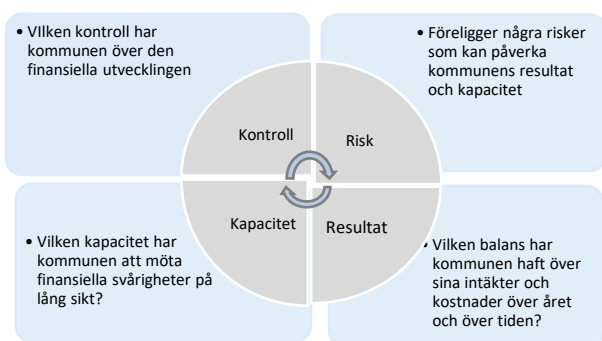 • VIlken kontroll har
kommunen över den
finansiella utvecklingen
• Föreligger några risker
som kan påverka
kommunens resultat
och kapacitet
Kontroll
Risk
Kapacitet
Resultat
• Vilken kapacitet har
kommunen att möta
finansiella svårigheter på
lång sikt?
• Vilken balans har
kommunen haft över
sina intäkter och
kostnader över året
och över tiden?